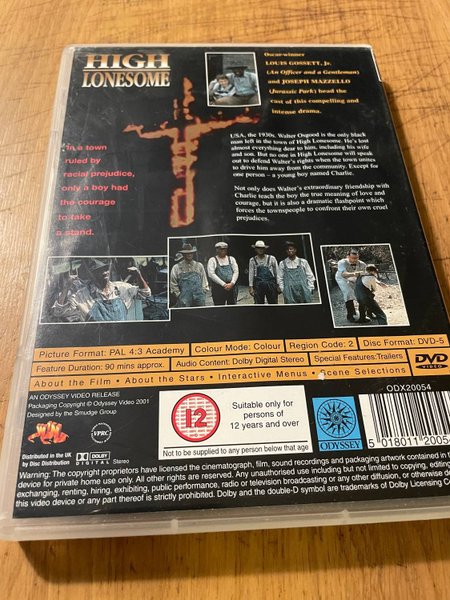 HIGH
LONESOME
Oscar-winner
LOUIS GOSSETT, Jr.
(An Officer and a Gentleman)
and JOSEPH MAZZELLO
(Jurassic Park) head the
cast of this compelling and
intense drama.
In a town
ruled by
racial prejudice,
only a boy had
the courage
to take
a stand.
USA, the 1930s. Walter Osgood is the only black
man left in the town of High Lonesome. He's lost
almost everything dear to him, including his wife
and son. But no one in High Lonesome will speak
out to defend Walter's rights when the town unites
to drive him away from the community. Except for
one person – a young boy named Charlie.
Not only does Walter's extraordinary friendship with
Charlie teach the boy the true meaning of love and
courage, but it is also a dramatic flashpoint which
forces the townspeople to confront their own cruel
prejudices.
Picture Format: PAL 4:3 Academy
Colour Mode: Colour
Region Code: 2
Disc Format: DVD-5
Feature Duration: 90 mins approx.
Audio Content: Dolby Digital Stereo
Special Features:Trailers
DVD
VIDEO
About the Film • About the Stars • Interactive Menus • Scene Selections
AN ODYSSEY VIDEO RELEASE
Packaging Copyright © Odyssey Video 2001
Designed by the Smudge Group
Distributed in the UK
by Disc Distribution
VPRC
DOLBY
DIGITAL Stereo
12
Suitable only for
persons of
12 years and over
Not to be supplied to any person below that age
ODYSSEY
ODX20054
5 018011 2005
Warning: The copyright proprietors have licensed the cinematograph, film, sound recordings and packaging artwork contained in
device for private home use only. All other rights are reserved. Any unauthorised use including but not limited to copying, editing,
exchanging, renting, hiring, exhibiting, public performance, radio or television broadcasting or any other diffusion, or otherwise de
this video device or any part thereof is strictly prohibited. Dolby and the double-D symbol are trademarks of Dolby Licensing